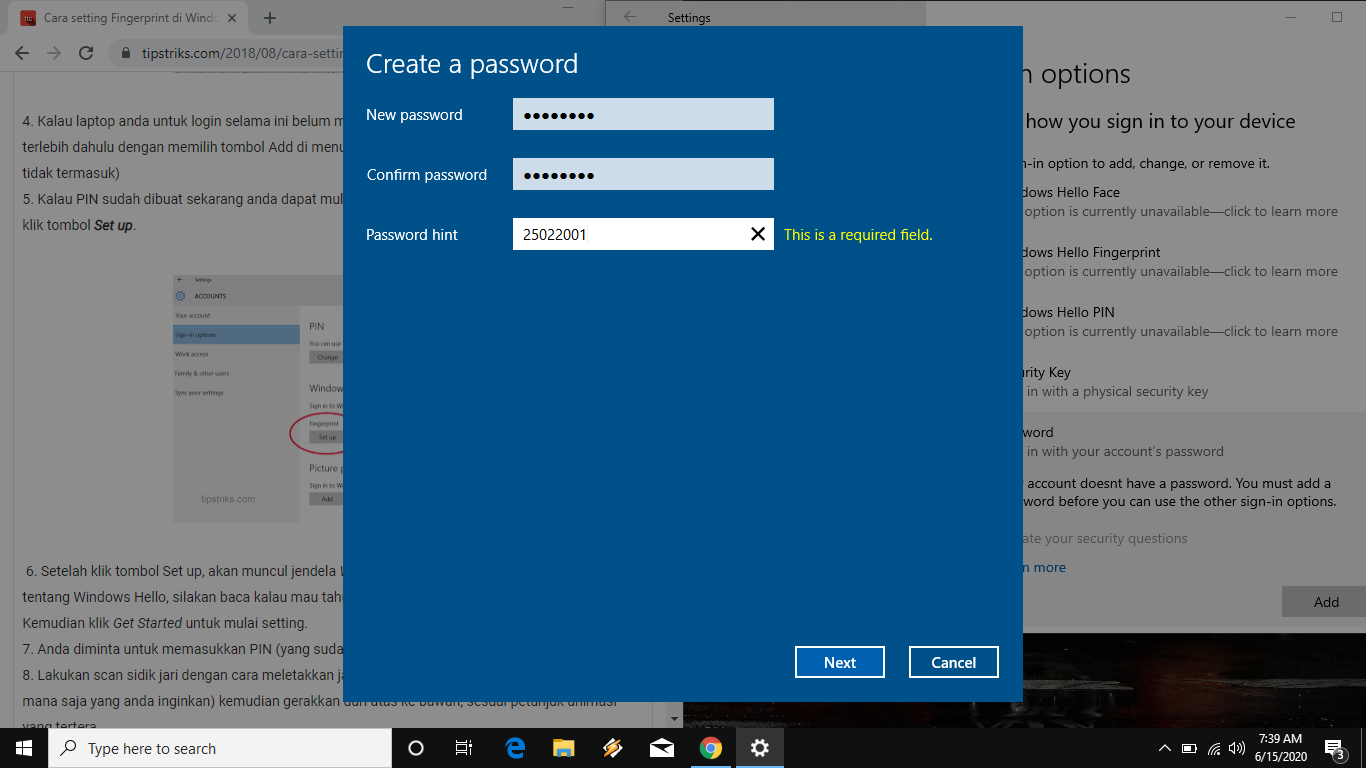 Cara setting Fingerprint di Windo
Settings
tipstriks.com/2018/08/cara-settin
4. Kalau laptop anda untuk login selama ini belum m
terlebih dahulu dengan memilih tombol Add di menu
tidak termasuk)
5. Kalau PIN sudah dibuat sekarang anda dapat mul
klik tombol Set up.
Settings
ACCOUNTS
Your account
Sign-in options
Work access
Family & other users
Sync your settings
PIN
You can use
Change
Window
Sign in to Wi
Fingerprint
Set up
Picture p
Sign in to Wi
Add
tipstriks.com
6. Setelah klik tombol Set up, akan muncul jendela
tentang Windows Hello, silakan baca kalau mau tahu
Kemudian klik Get Started untuk mulai setting.
7. Anda diminta untuk memasukkan PIN (yang suda
8. Lakukan scan sidik jari dengan cara meletakkan ja
mana saja yang anda inginkan) kemudian gerakkan dari atas ke bawah, sesuai petunjuk animasi
yang tertera
Create a password
New password
Confirm password
Password hint
25022001
This is a required field.
Next
Cancel
n options
how you sign in to your device
n-in option to add, change, or remove it.
dows Hello Face
option is currently unavailable—click to learn more
dows Hello Fingerprint
option is currently unavailable—click to learn more
dows Hello PIN
option is currently unavailable—click to learn more
urity Key
in with a physical security key
word
in with your account's password
account doesnt have a password. You must add a
word before you can use the other sign-in options.
ate your security questions
n more
Add
Type here to search
7:39 AM
6/15/2020
3